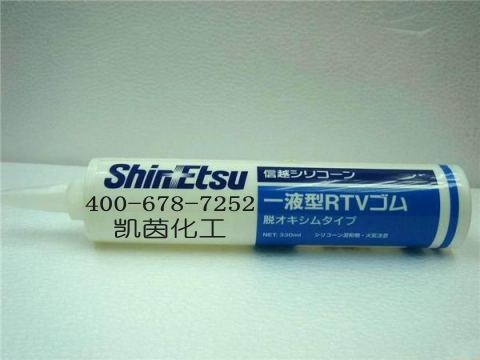 ShinEtsu
信越シリコーン
400-678-7252
一液型RTVゴム
凯茵化工
脱オキシムタイプ
NET. 330ml